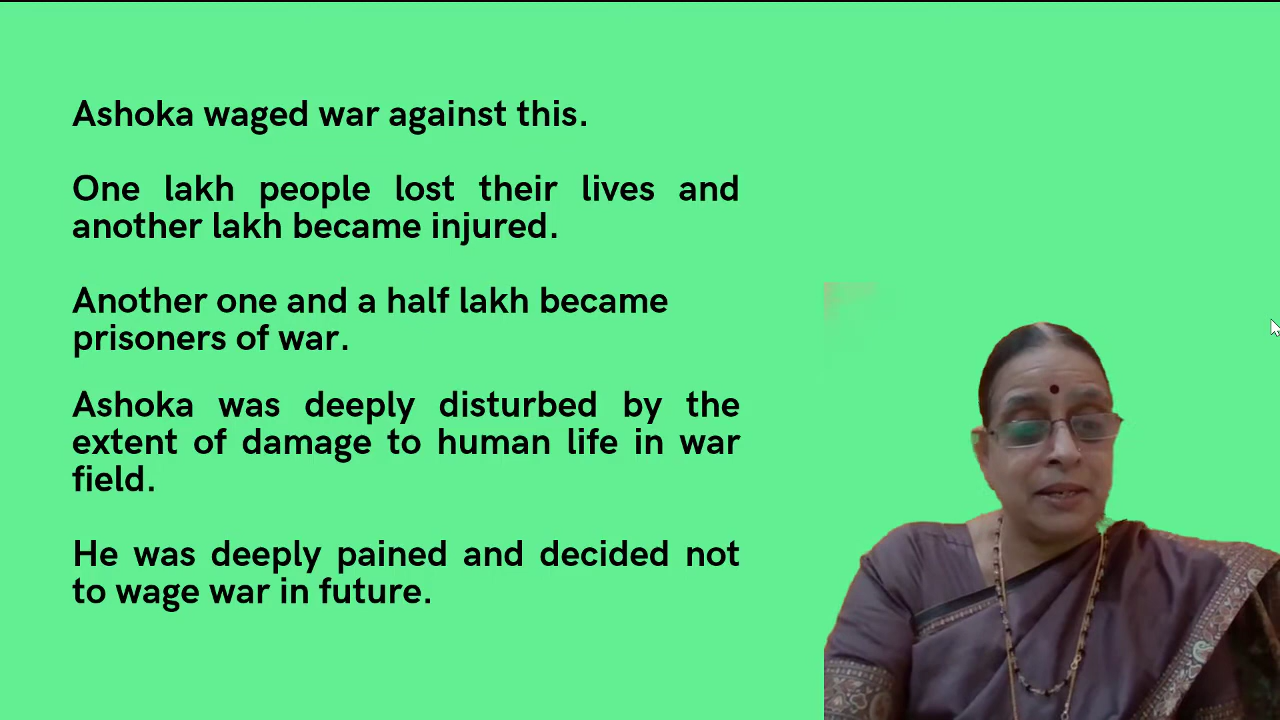 Ashoka waged war against this.
One lakh people lost their lives and
another lakh became injured.
Another one and a half lakh became
prisoners of war.
Ashoka was deeply disturbed by the
extent of damage to human life in war
field.
He was deeply pained and decided not
to wage war in future.